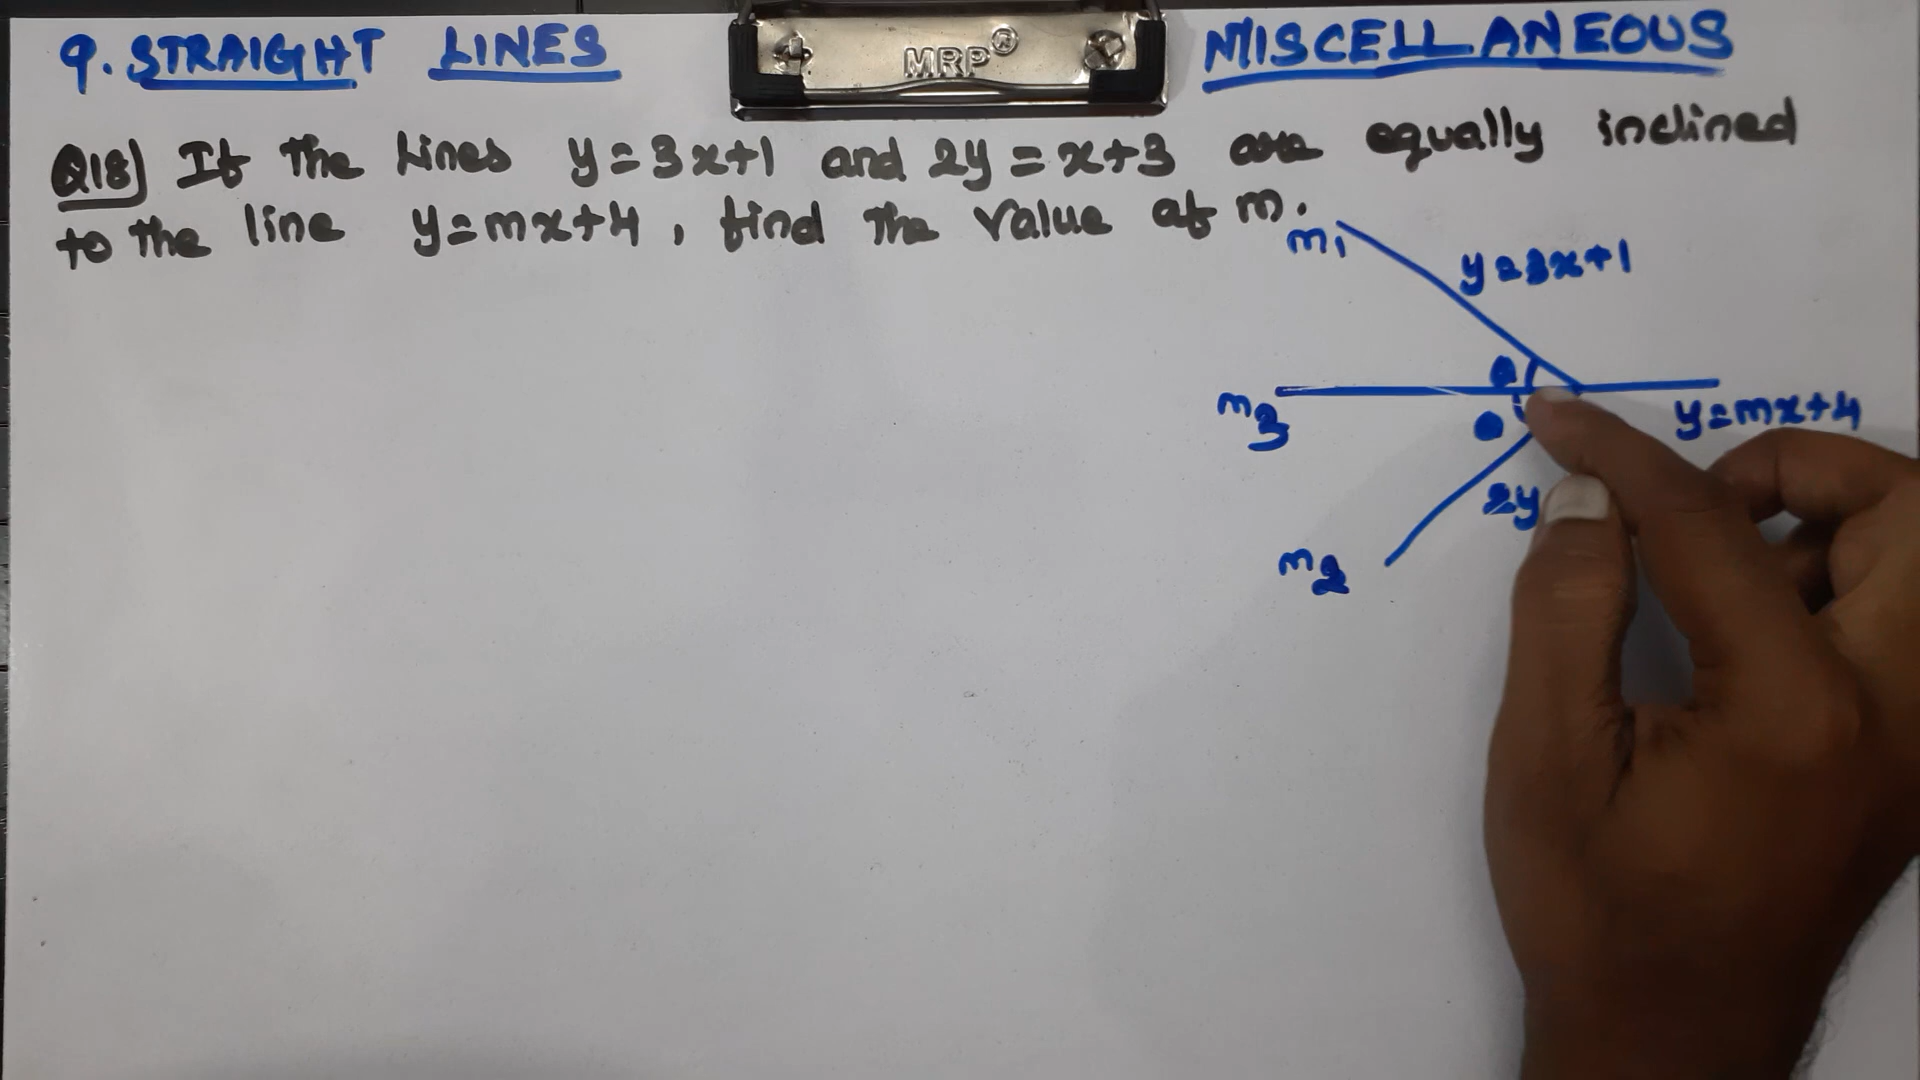 9. STRAIGHT LINES
MRP®
MISCELLANEOUS
Q18) If the lines y=3x+1 and 2y=x+3 are equally inclined
to the line y=mx+4, find the value of m.
m1
y=3x+1
θ
m3
θ
y=mx+4
2y
m2